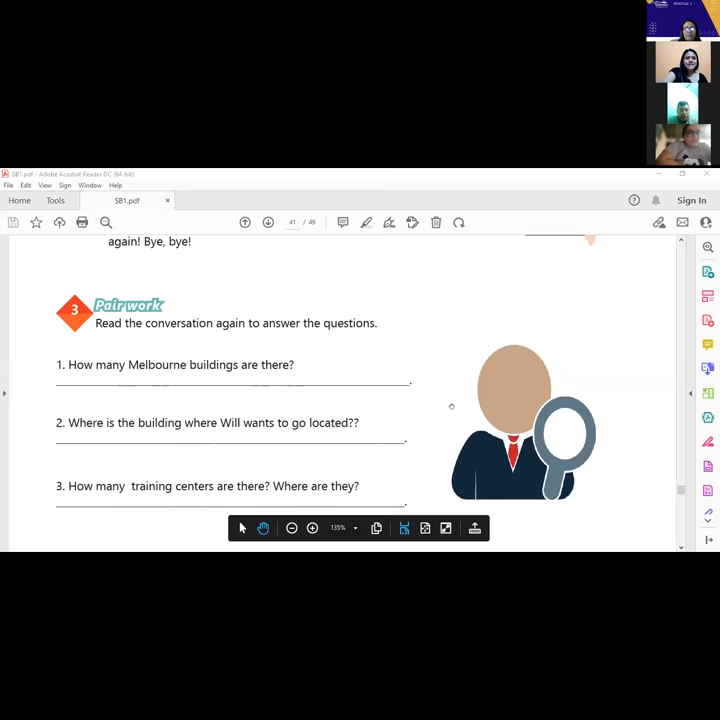 MODULE 1
SB1.pdf - Adobe Acrobat Reader DC (64-bit)
File Edit View Sign Window Help
Home Tools SB1.pdf × Sign In
41 / 49
again! Bye, bye!
3 Pair work
Read the conversation again to answer the questions.
1. How many Melbourne buildings are there?
2. Where is the building where Will wants to go located??
3. How many training centers are there? Where are they?
135%